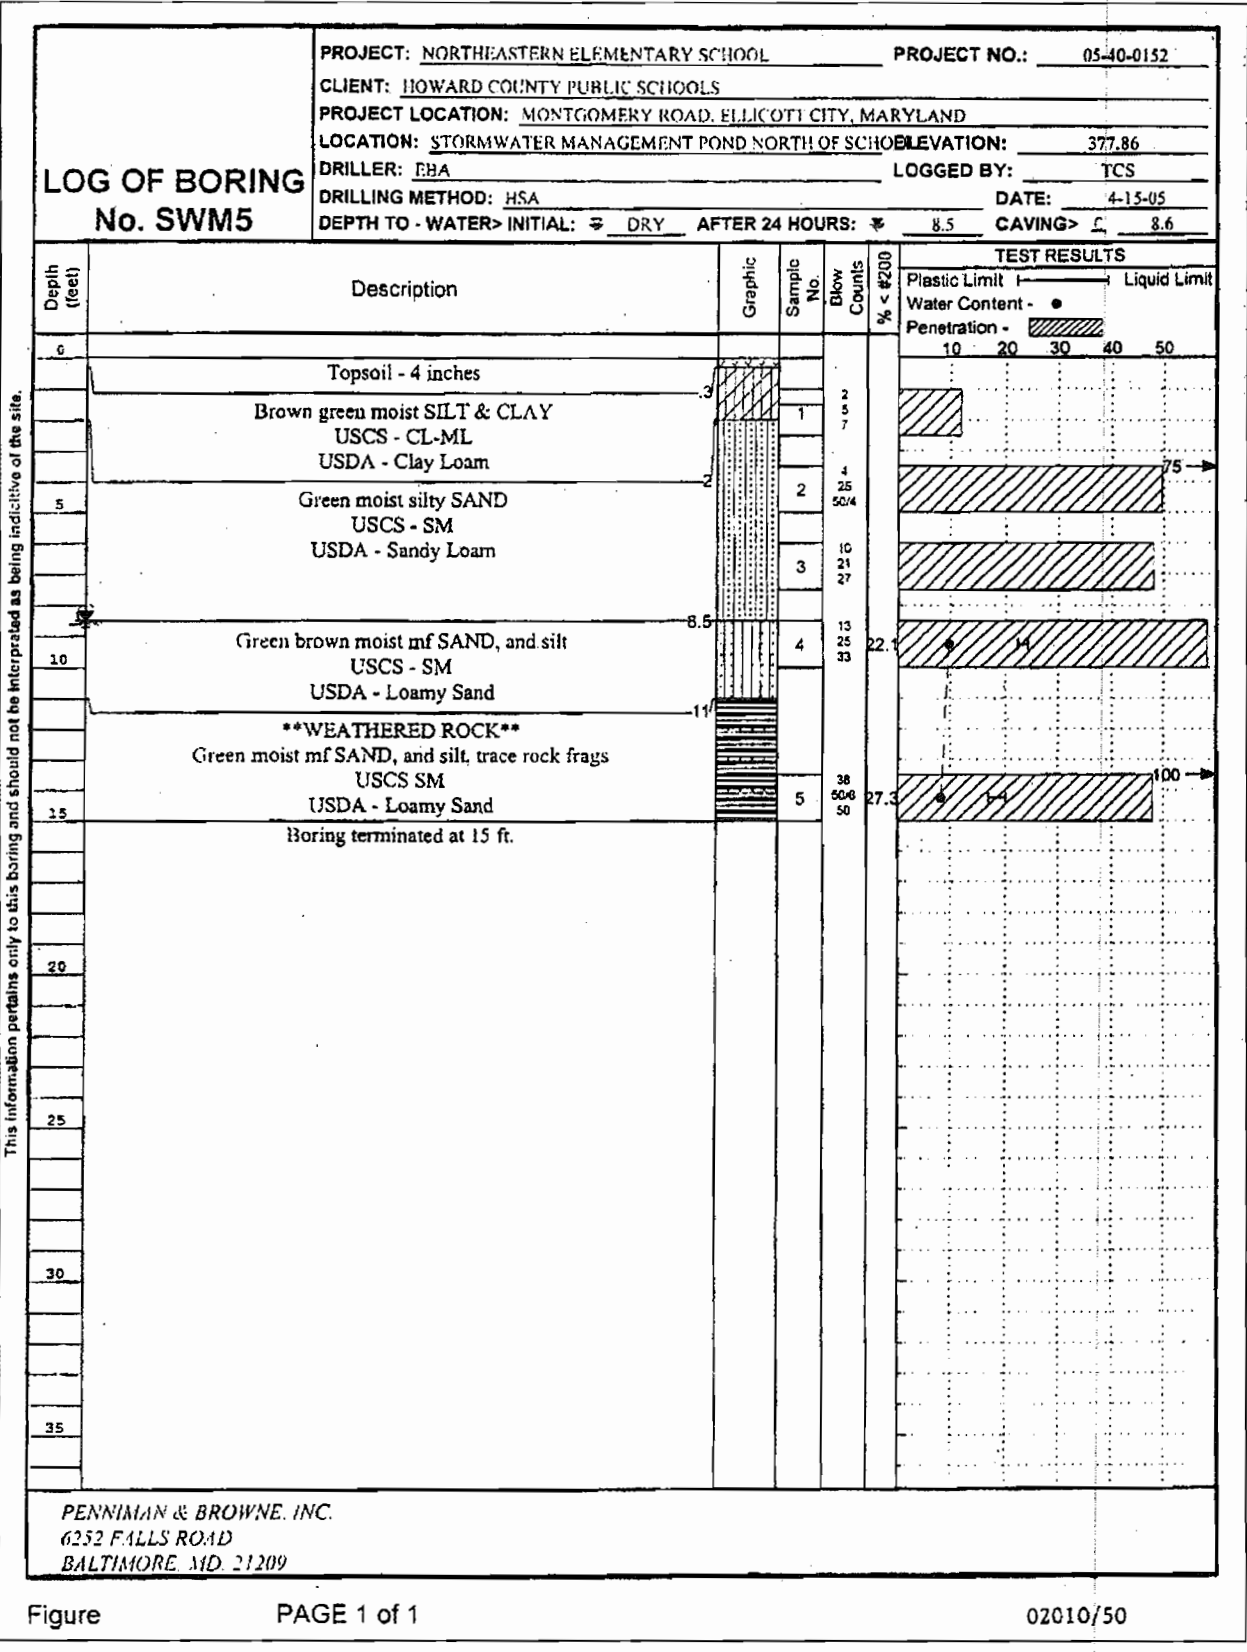 LOG OF BORING
No. SWM5
PROJECT: NORTHEASTERN ELEMENTARY SCHOOL PROJECT NO.: 05-40-0152
CLIENT: HOWARD COUNTY PUBLIC SCHOOLS
PROJECT LOCATION: MONTGOMERY ROAD, ELLICOTT CITY, MARYLAND
LOCATION: STORMWATER MANAGEMENT POND NORTH OF SCHOO ELEVATION: 377.86
DRILLER: EHA LOGGED BY: TCS
DRILLING METHOD: HSA DATE: 4-15-05
DEPTH TO - WATER> INITIAL: DRY AFTER 24 HOURS: 8.5 CAVING> C 8.6
Depth (feet)
Description
Graphic
Sample No.
Blow Counts
% < #200
TEST RESULTS
Plastic Limit Liquid Limit
Water Content -
Penetration -
10 20 30 40 50
0
Topsoil - 4 inches
.3
Brown green moist SILT & CLAY
USCS - CL-ML
USDA - Clay Loam
1
2
5
7
2
Green moist silty SAND
USCS - SM
USDA - Sandy Loam
5
2
4
25
50/4
75
3
10
21
27
8.5
Green brown moist mf SAND, and silt
USCS - SM
USDA - Loamy Sand
10
4
13
25
33
22.1
11
**WEATHERED ROCK**
Green moist mf SAND, and silt, trace rock frags
USCS SM
USDA - Loamy Sand
15
5
38
50/6
50
27.3
100
Boring terminated at 15 ft.
20
25
30
35
This information pertains only to this boring and should not be interprated as being indicitive of the site.
PENNIMAN & BROWNE, INC.
6252 FALLS ROAD
BALTIMORE, MD. 21209
Figure PAGE 1 of 1 02010/50